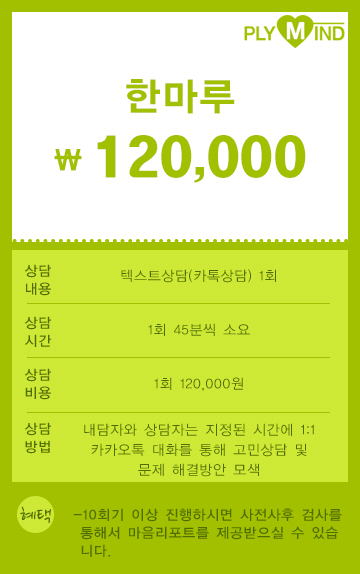 PLY MIND
한마루
₩ 120,000
상담
내용
텍스트상담(카톡상담) 1회
상담
시간
1회 45분씩 소요
상담
비용
1회 120,000원
상담
방법
내담자와 상담자는 지정된 시간에 1:1
카카오톡 대화를 통해 고민상담 및
문제 해결방안 모색
혜택
-10회기 이상 진행하시면 사전사후 검사를
통해서 마음리포트를 제공받으실 수 있습
니다.